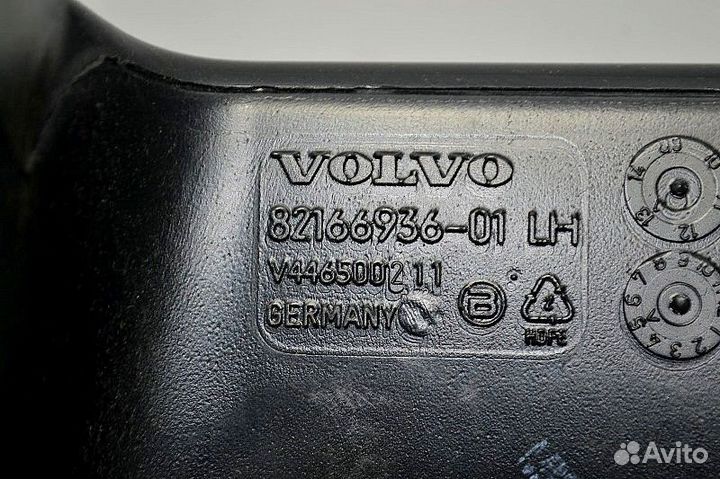 VOLVO
82166936-01 LH
V446500211
GERMANY
B
HDPE
Avito